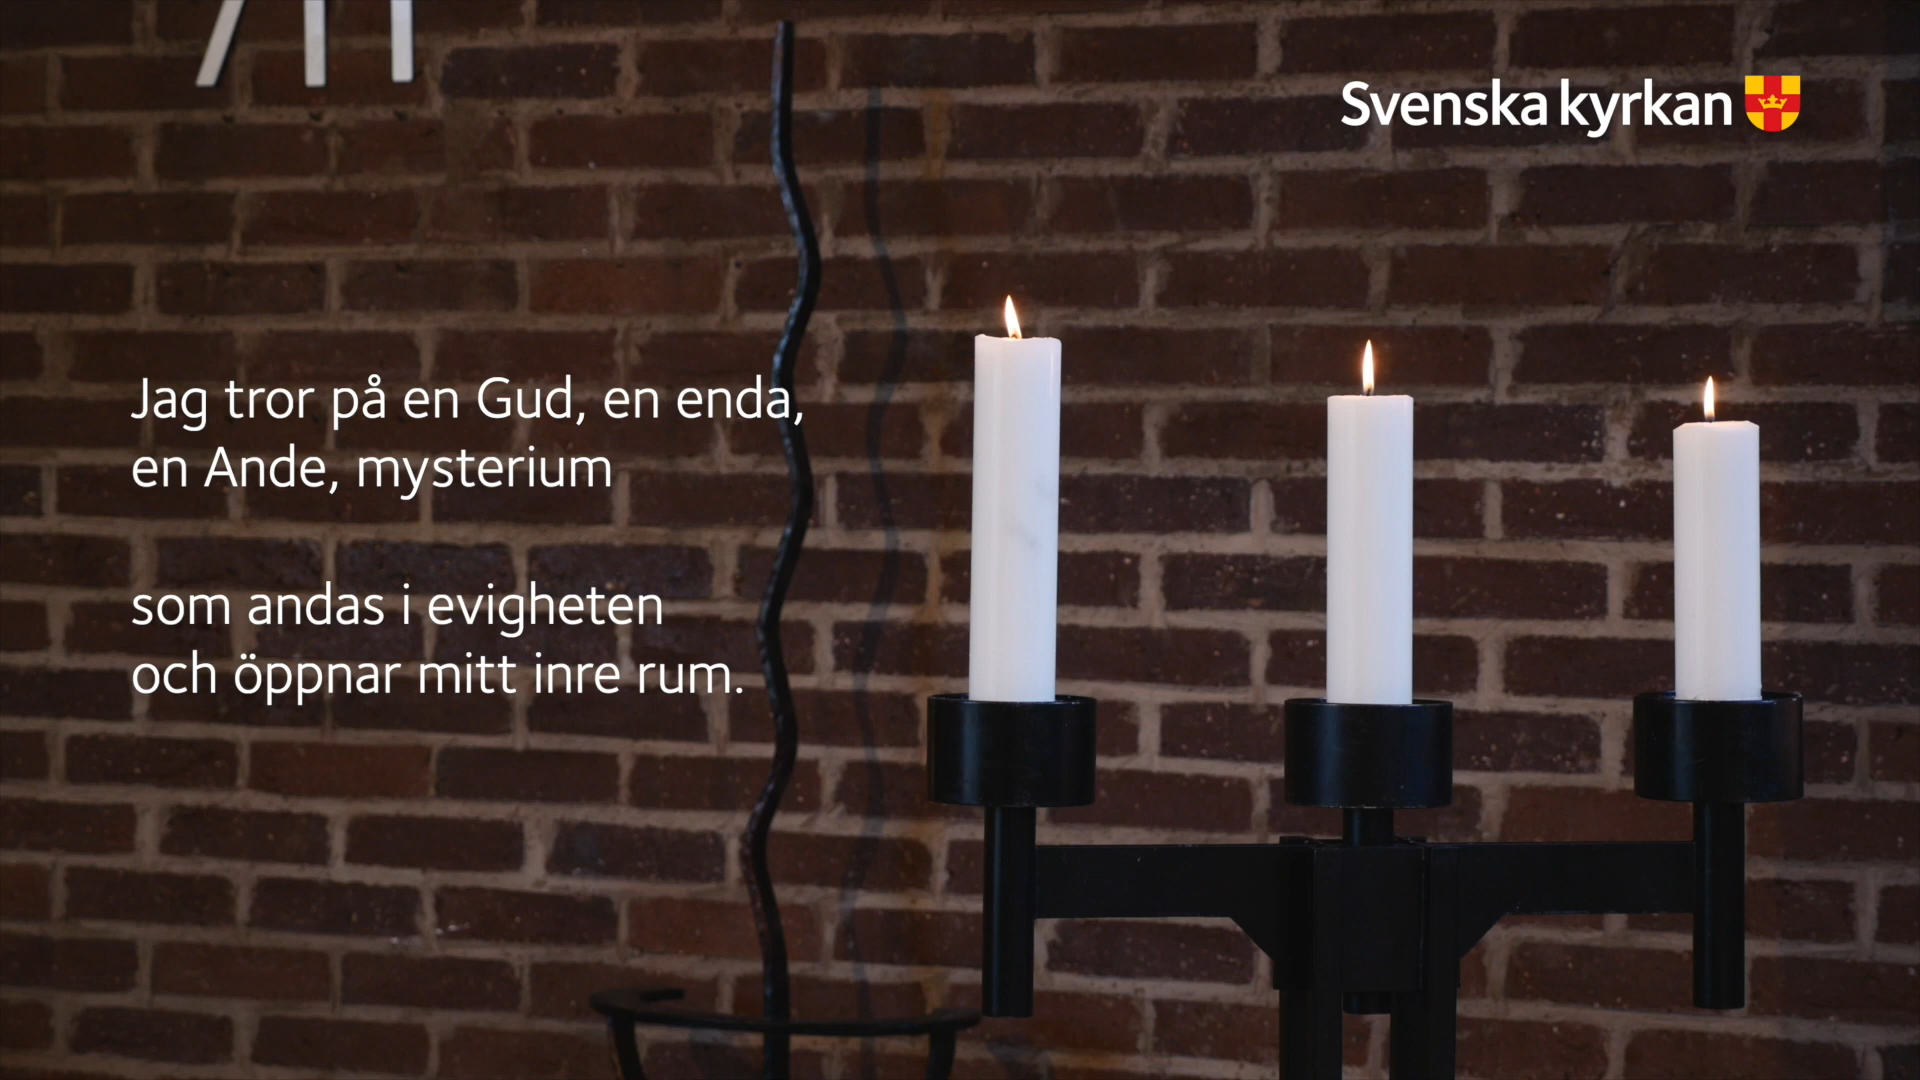 Svenska kyrkan
Jag tror på en Gud, en enda,
en Ande, mysterium
som andas i evigheten
och öppnar mitt inre rum.